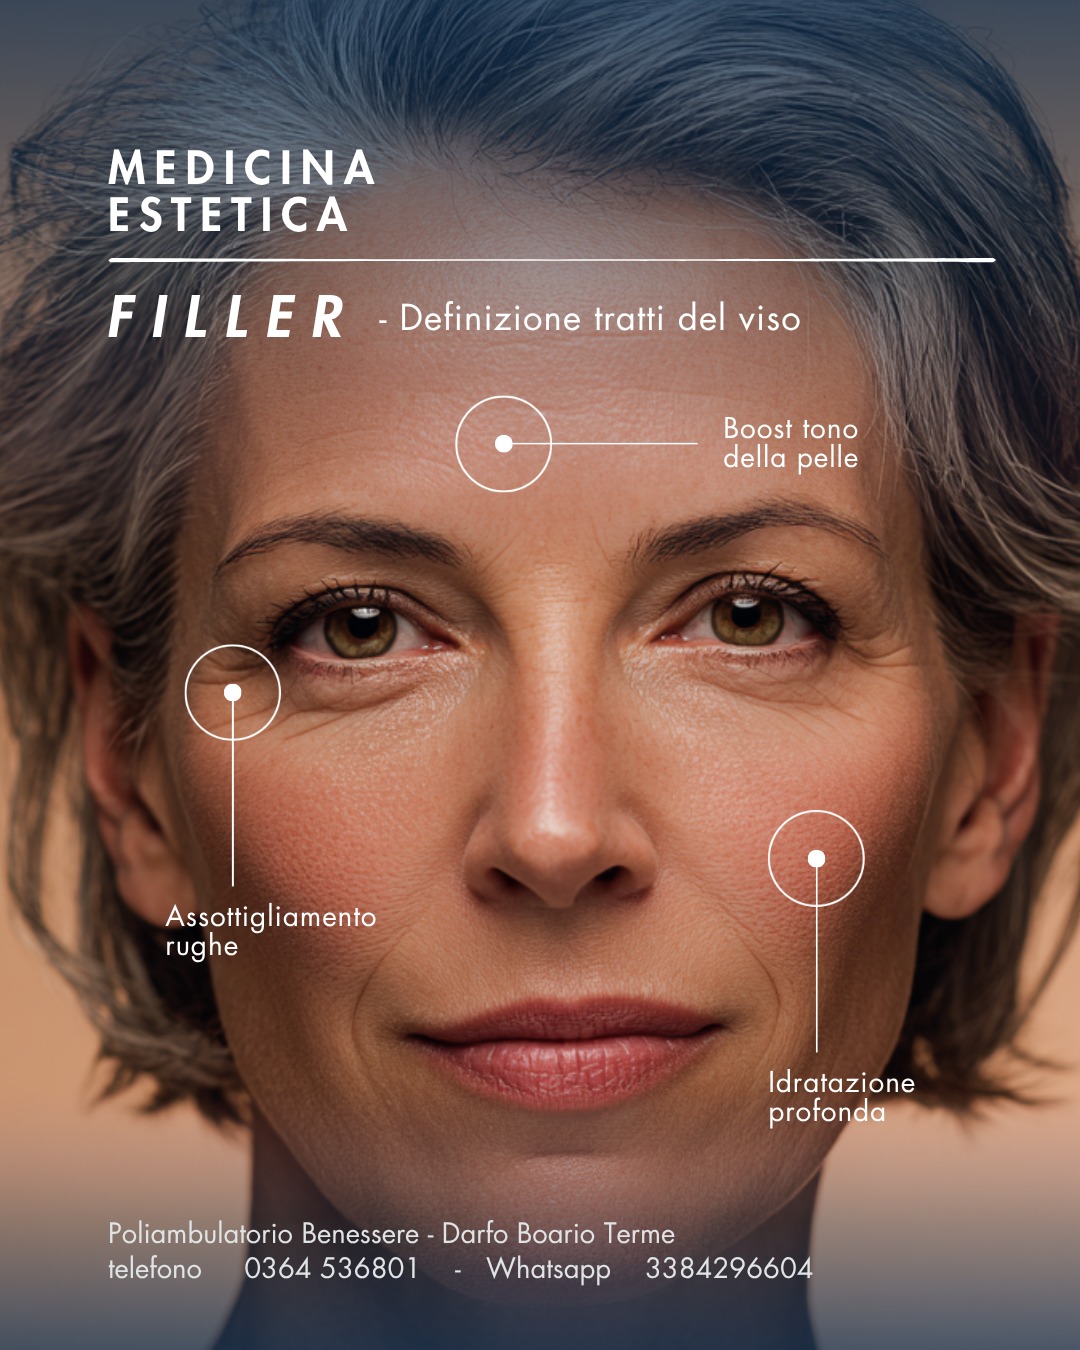 MEDICINA
ESTETICA
FILLER - Definizione tratti del viso
Boost tono
della pelle
Assottigliamento
rughe
Idratazione
profonda
Poliambulatorio Benessere - Darfo Boario Terme
telefono 0364 536801 - Whatsapp 3384296604